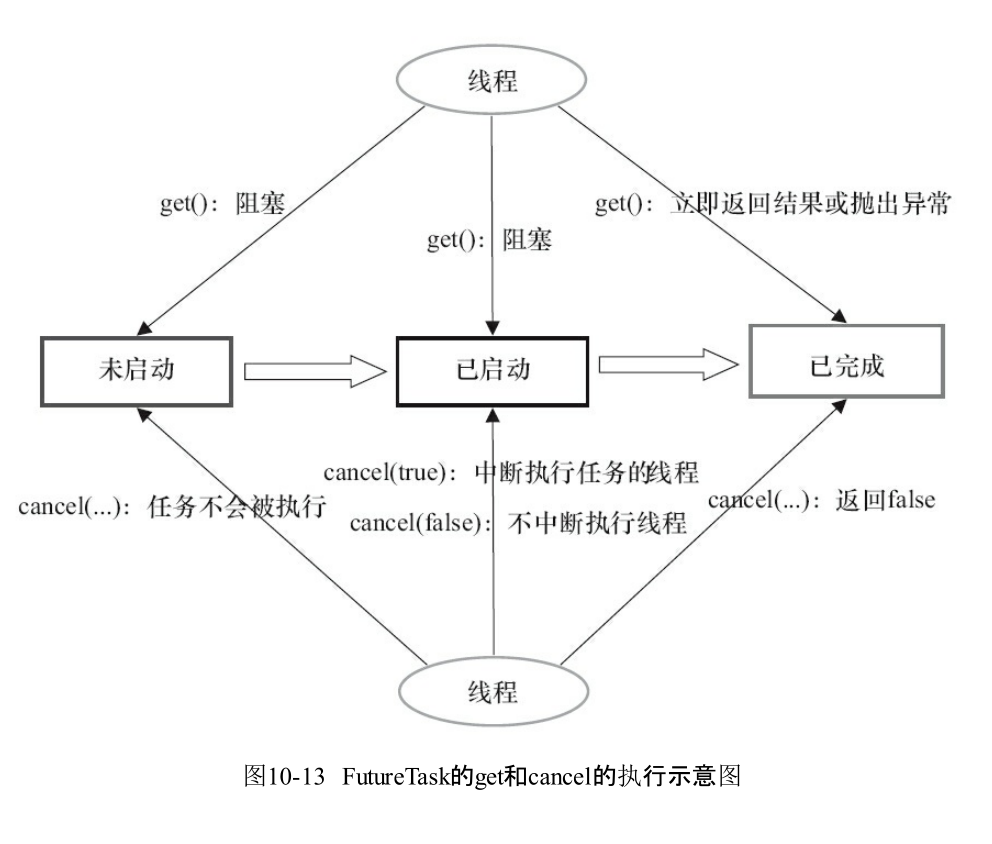 线程
get()：阻塞
get()：立即返回结果或抛出异常
get()：阻塞
未启动
已启动
已完成
cancel(true)：中断执行任务的线程
cancel(...)：任务不会被执行
cancel(...)：返回false
cancel(false)：不中断执行线程
线程
图10-13 FutureTask的get和cancel的执行示意图